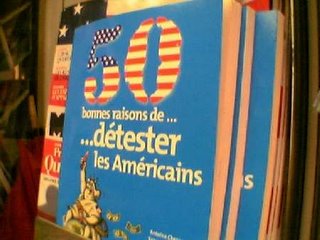 50
bonnes raisons de ...
...détester
les Américains
s